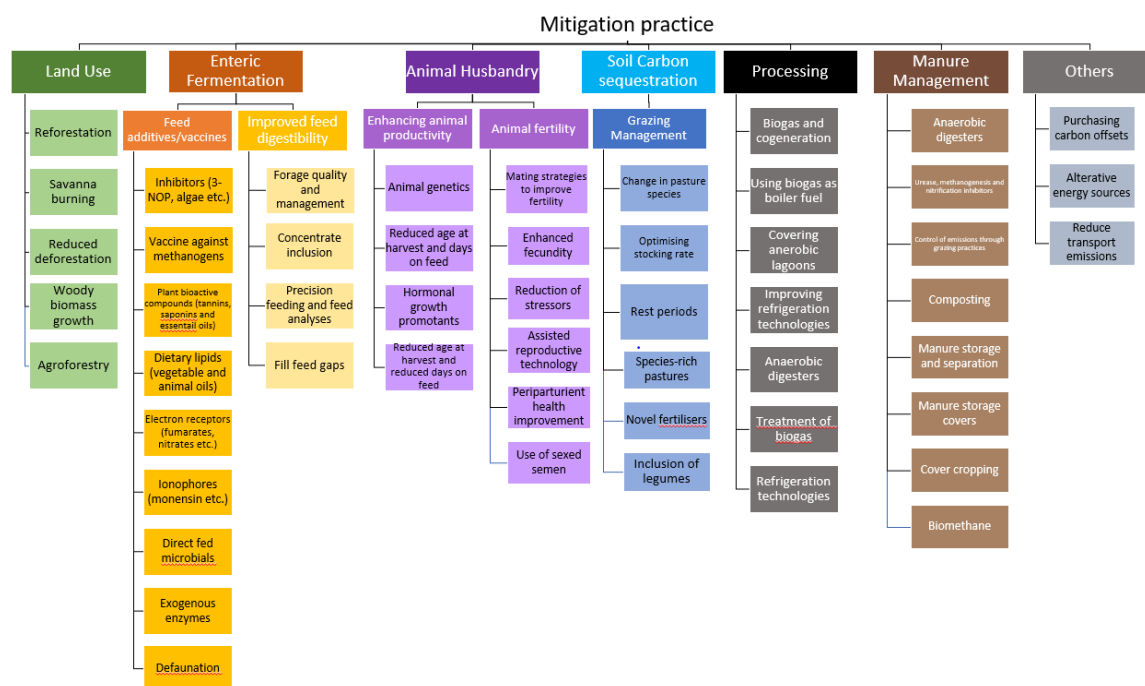 Mitigation practice
Land Use
Reforestation
Savanna
burning
Reduced
deforestation
Woody
biomass
growth
Agroforestry
Enteric
Fermentation
Feed
additives/vaccines
Inhibitors (3-
NOP, algae etc.)
Vaccine against
methanogens
Plant bioactive
compounds (tannins,
saponins and
essentail oils)
Dietary lipids
(vegetable and
animal oils)
Electron receptors
(fumarates,
nitrates etc.)
Ionophores
(monensin etc.)
Direct fed
microbials
Exogenous
enzymes
Defaunation
Improved feed
digestibility
Forage quality
and
management
Concentrate
inclusion
Precision
feeding and feed
analyses
Fill feed gaps
Animal Husbandry
Enhancing animal
productivity
Animal genetics
Reduced age at
harvest and days
on feed
Hormonal
growth
promotants
Reduced age at
harvest and
reduced days on
feed
Animal fertility
Mating strategies
to improve
fertility
Enhanced
fecundity
Reduction of
stressors
Assisted
reproductive
technology
Periparturient
health
improvement
Use of sexed
semen
Soil Carbon
sequestration
Grazing
Management
Change in pasture
species
Optimising
stocking rate
Rest periods
Species-rich
pastures
Novel fertilisers
Inclusion of
legumes
Processing
Biogas and
cogeneration
Using biogas as
boiler fuel
Covering
anerobic
lagoons
Improving
refrigeration
technologies
Anaerobic
digesters
Treatment of
biogas
Refrigeration
technologies
Manure
Management
Anaerobic
digesters
Urease, methanogenesis and
nitrification inhibitors
Control of emissions through
grazing practices
Composting
Manure storage
and separation
Manure storage
covers
Cover cropping
Biomethane
Others
Purchasing
carbon offsets
Alterative
energy sources
Reduce
transport
emissions